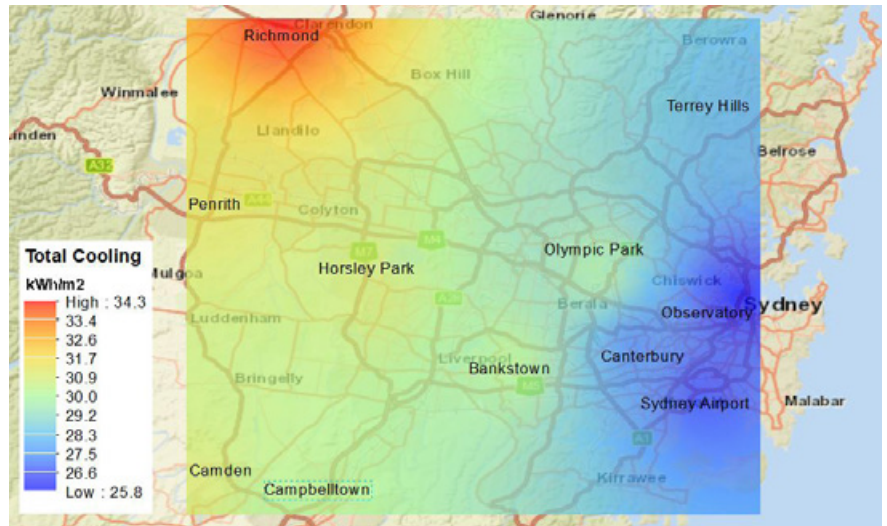 Glenorie
Clarendon
Richmond
Berowra
Box Hill
Winmalee
Terrey Hills
Linden
Llandilo
Belrose
A32
Penrith
A44
Colyton
M4
Olympic Park
M7
Horsley Park
Mulgoa
Chiswick
A28
Berala
Sydney
Observatory
Luddenham
Canterbury
Liverpool
Bankstown
Bringelly
M5
Sydney Airport
Malabar
A1
Camden
Kirrawee
Campbelltown
Total Cooling
kWh/m2
High : 34.3
33.4
32.6
31.7
30.9
30.0
29.2
28.3
27.5
26.6
Low : 25.8